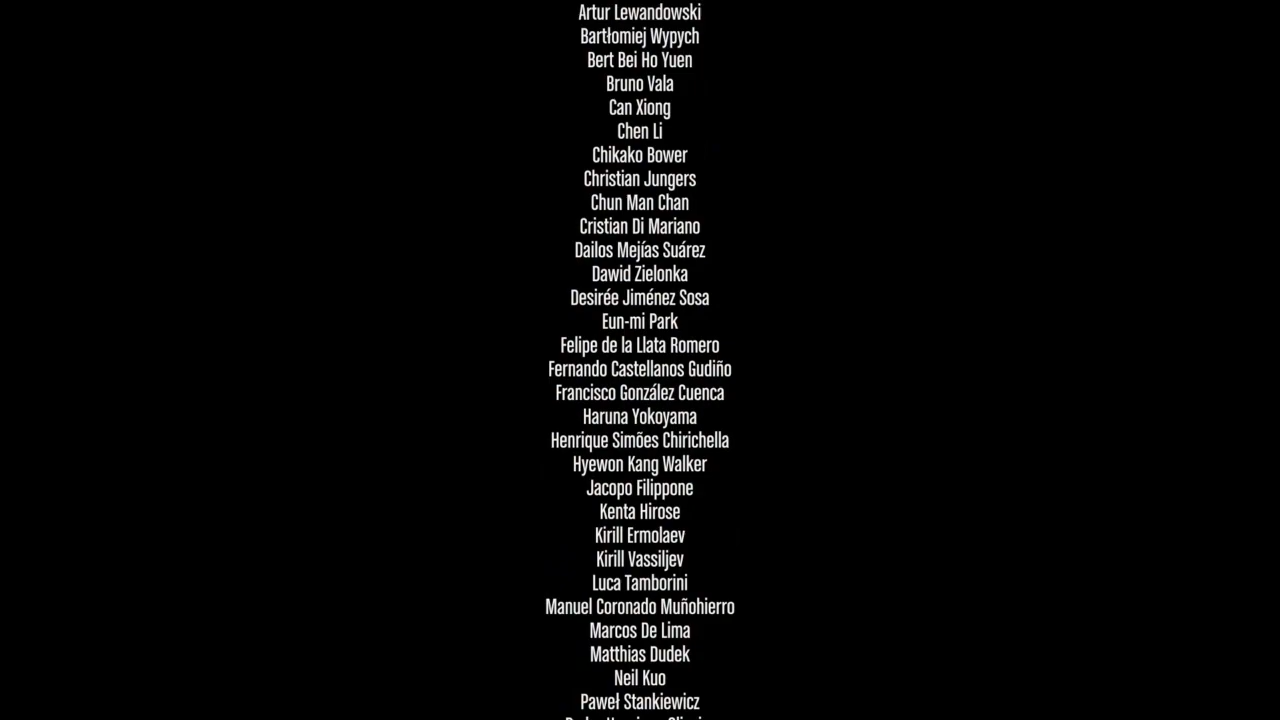 Artur Lewandowski
Bartłomiej Wypych
Bert Bei Ho Yuen
Bruno Vala
Can Xiong
Chen Li
Chikako Bower
Christian Jungers
Chun Man Chan
Cristian Di Mariano
Dailos Mejías Suárez
Dawid Zielonka
Desirée Jiménez Sosa
Eun-mi Park
Felipe de la Llata Romero
Fernando Castellanos Gudiño
Francisco González Cuenca
Haruna Yokoyama
Henrique Simões Chirichella
Hyewon Kang Walker
Jacopo Filippone
Kenta Hirose
Kirill Ermolaev
Kirill Vassiljev
Luca Tamborini
Manuel Coronado Muñohierro
Marcos De Lima
Matthias Dudek
Neil Kuo
Paweł Stankiewicz